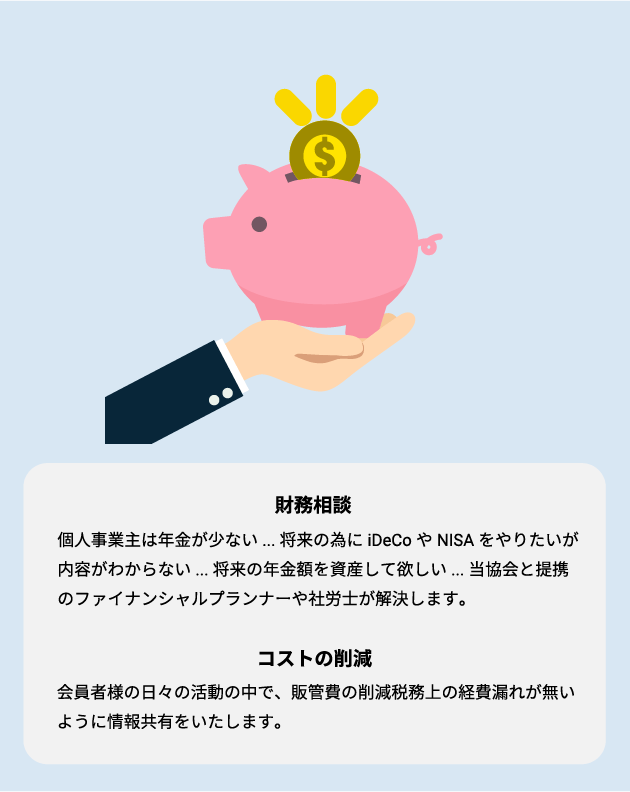 $
財務相談
個人事業主は年金が少ない ... 将来の為に iDeCo や NISA をやりたいが
内容がわからない ... 将来の年金額を資産して欲しい ... 当協会と提携
のファイナンシャルプランナーや社労士が解決します。
コストの削減
会員者様の日々の活動の中で、販管費の削減税務上の経費漏れが無い
ように情報共有をいたします。